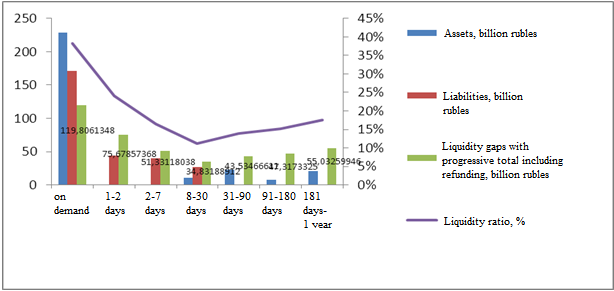 250
200
150
100
50
0
45%
40%
35%
30%
25%
20%
15%
10%
5%
0%
119,8061348
75,67857368
51,33118038
34,83188912
47,3173325
55,03259946
on demand
1-2 days
2-7 days
8-30 days
31-90 days
91-180 days
181 days- 1 year
Assets, billion rubles
Liabilities, billion
rubles
Liquidity gaps with
progressive total including
refunding, billion rubles
Liquidity ratio, %